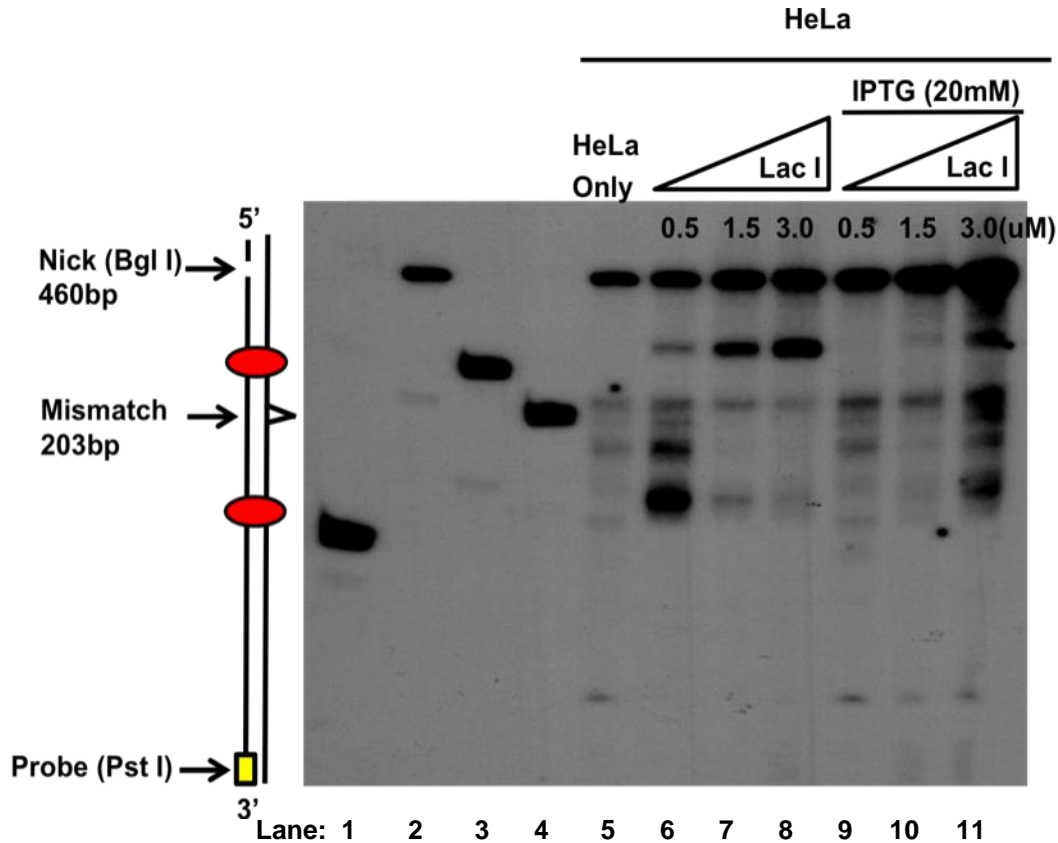 HeLa
IPTG (20mM)
HeLa
Only
Lac I
Lac I
0.5 1.5 3.0 0.5 1.5 3.0(uM)
5’
Nick (Bgl I)
460bp
Mismatch
203bp
Probe (Pst I)
3’
Lane: 1 2 3 4 5 6 7 8 9 10 11